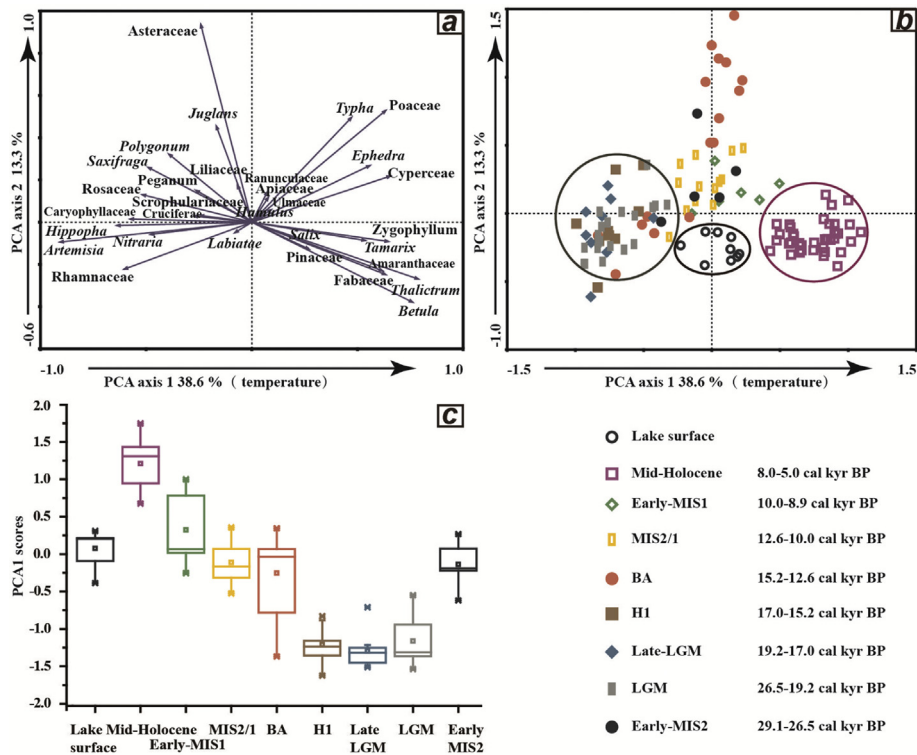 a
1.0
Asteraceae
Juglans
Typha
Poaceae
Polygonum
Saxifraga
Liliaceae
Ranunculaceae
Ephedra
Peganum
Apiaceae
Cyperceae
Rosaceae
Scrophulariaceae
Ulmaceae
Caryophyllaceae
Cruciferae
Humulus
Hippopha
Zygophyllum
Nitraria
Labiatae
Salix
Artemisia
Tamarix
Pinaceae
Amaranthaceae
Rhamnaceae
Fabaceae
Thalictrum
Betula
PCA axis 2 13.3 %
-0.6
-1.0
PCA axis 1 38.6 % ( temperature)
1.0
b
1.5
PCA axis 2 13.3 %
-1.0
-1.5
PCA axis 1 38.6 % ( temperature)
1.5
c
2.0
1.5
1.0
0.5
0.0
-0.5
-1.0
-1.5
-2.0
PCA1 scores
Lake surface
Mid-Holocene
Early-MIS1
MIS2/1
BA
H1
Late LGM
LGM
Early MIS2
Lake surface
Mid-Holocene 8.0-5.0 cal kyr BP
Early-MIS1 10.0-8.9 cal kyr BP
MIS2/1 12.6-10.0 cal kyr BP
BA 15.2-12.6 cal kyr BP
H1 17.0-15.2 cal kyr BP
Late-LGM 19.2-17.0 cal kyr BP
LGM 26.5-19.2 cal kyr BP
Early-MIS2 29.1-26.5 cal kyr BP